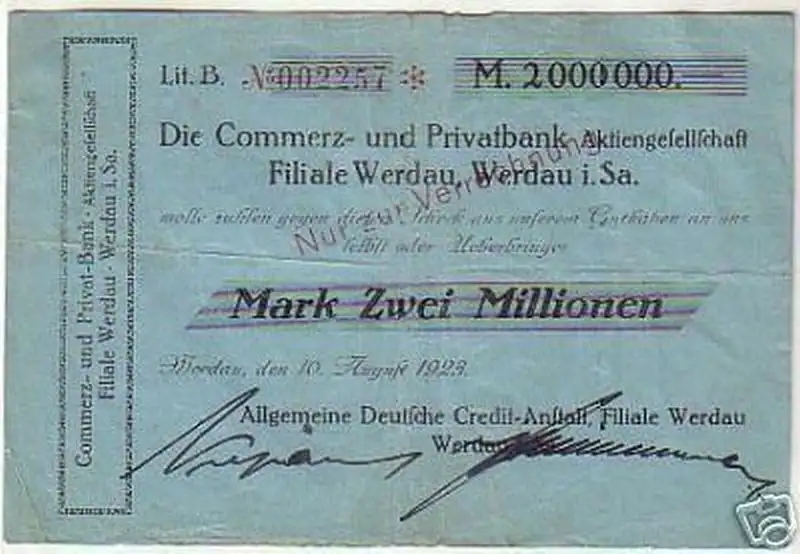 Lit. B. No 002257 * M. 2000000.
Die Commerz- und Privatbank Aktiengesellschaft
Filiale Werdau, Werdau i. Sa.
Nur zur Verrechnung
wolle zahlen gegen diesen Scheck aus unserem Guthaben an uns
selbst oder Ueberbringer
Mark Zwei Millionen
Werdau, den 10. August 1923.
Allgemeine Deutsche Credit-Anstalt, Filiale Werdau
Werdau
Commerz- und Privat-Bank · Aktiengesellschaft
Filiale Werdau · Werdau i. Sa.